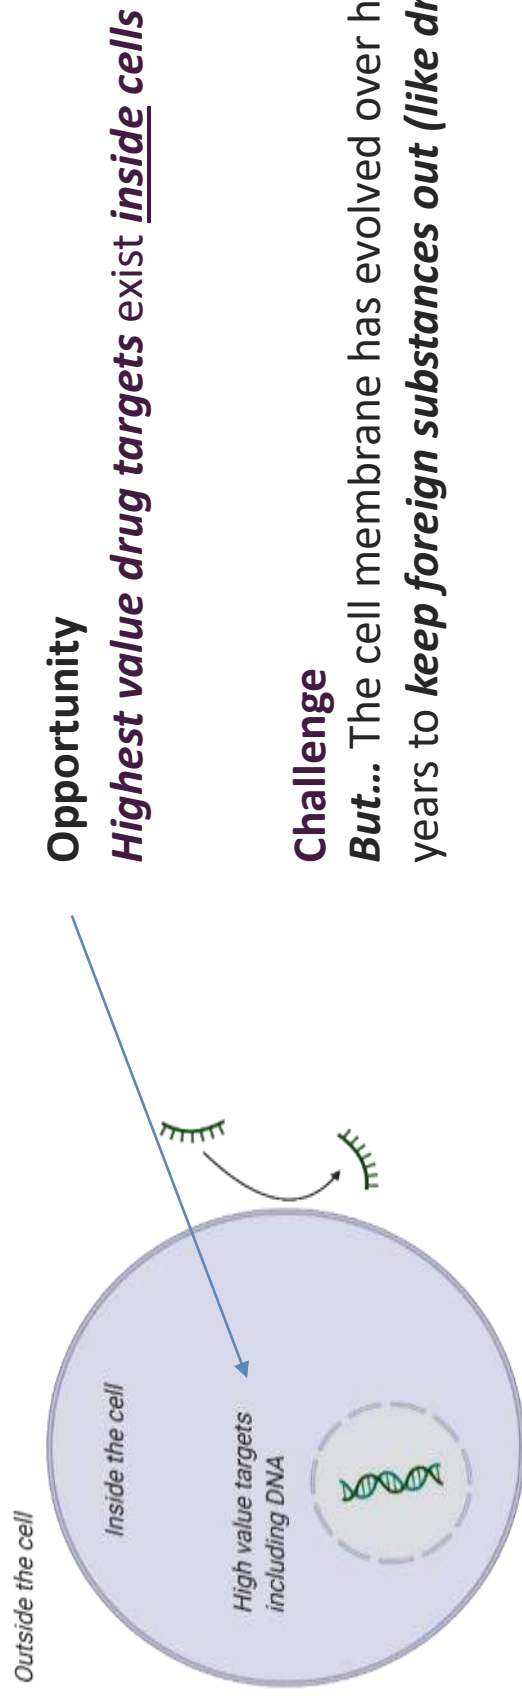 Outside the cell
Inside the cell
High value targets
including DNA
Opportunity
Highest value drug targets exist inside cells
Challenge
But... The cell membrane has evolved over
years to keep foreign substances out (like